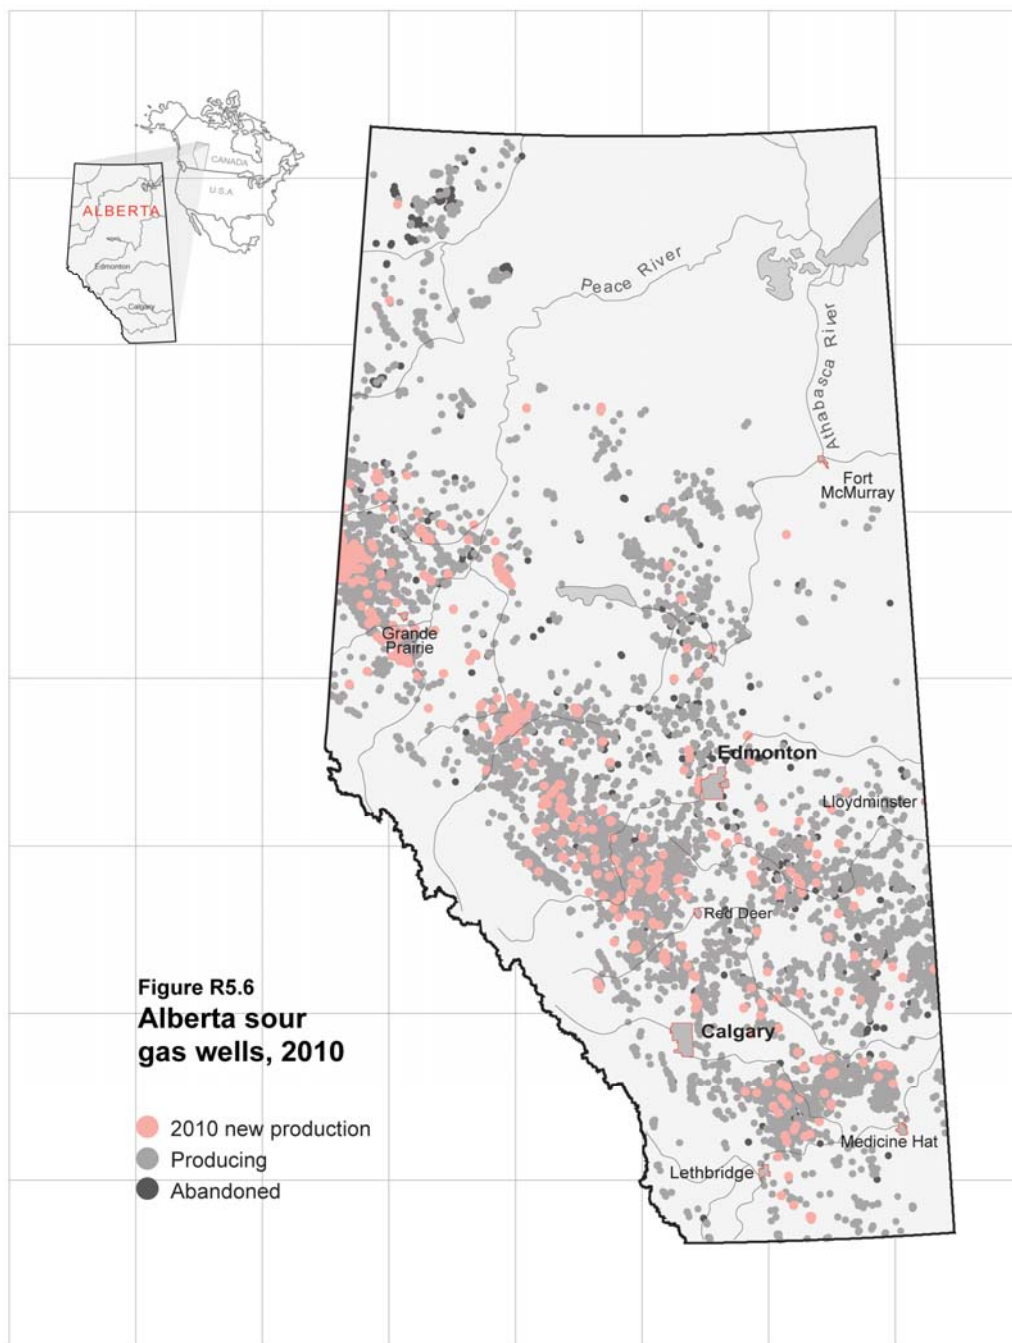 CANADA
U.S.A.
ALBERTA
Edmonton
Calgary
Peace River
Athabasca River
Fort
McMurray
Grande
Prairie
Edmonton
Lloydminster
Red Deer
Calgary
Medicine Hat
Lethbridge
Figure R5.6
Alberta sour
gas wells, 2010
2010 new production
Producing
Abandoned